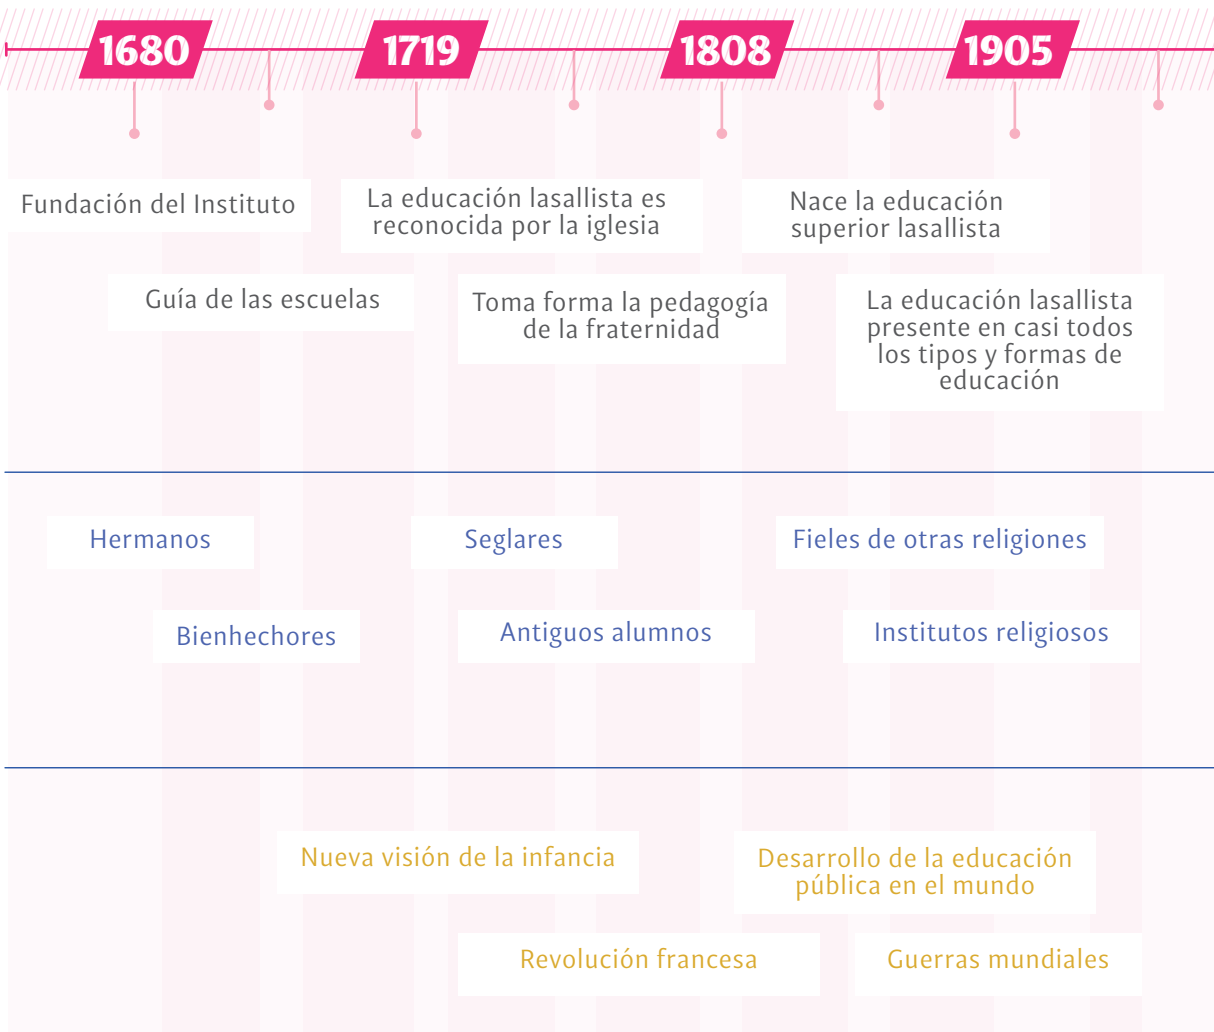 1680
1719
1808
1905
Fundación del Instituto
La educación lasallista es
reconocida por la iglesia
Nace la educación
superior lasallista
Guía de las escuelas
Toma forma la pedagogía
de la fraternidad
La educación lasallista
presente en casi todos
los tipos y formas de
educación
Hermanos
Seglares
Fieles de otras religiones
Bienhechores
Antiguos alumnos
Institutos religiosos
Nueva visión de la infancia
Desarrollo de la educación
pública en el mundo
Revolución francesa
Guerras mundiales